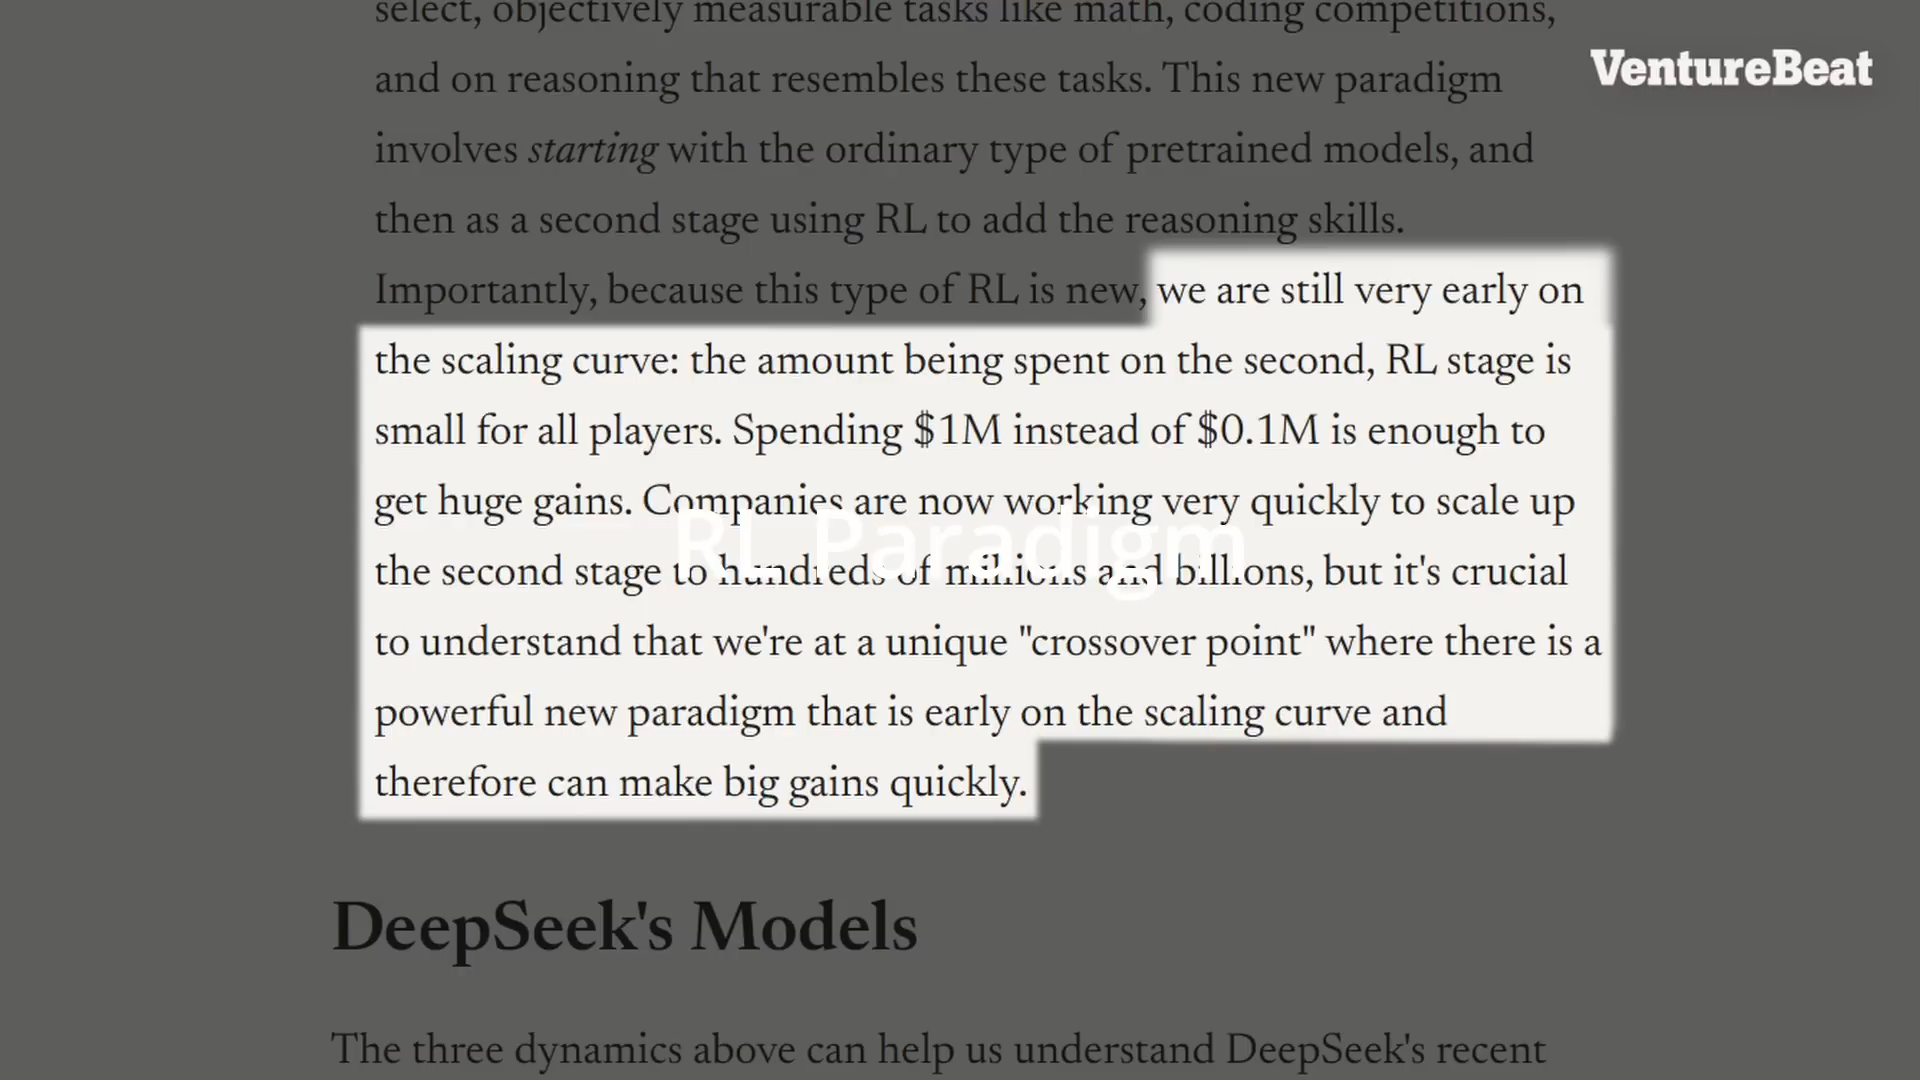 select, objectively measurable tasks like math, coding competitions,
VentureBeat
and on reasoning that resembles these tasks. This new paradigm
involves starting with the ordinary type of pretrained models, and
then as a second stage using RL to add the reasoning skills.
Importantly, because this type of RL is new, we are still very early on
the scaling curve: the amount being spent on the second, RL stage is
small for all players. Spending $1M instead of $0.1M is enough to
get huge gains. Companies are now working very quickly to scale up
RL Paradigm
the second stage to hundreds of millions and billions, but it's crucial
to understand that we're at a unique "crossover point" where there is a
powerful new paradigm that is early on the scaling curve and
therefore can make big gains quickly.
DeepSeek's Models
The three dynamics above can help us understand DeepSeek's recent